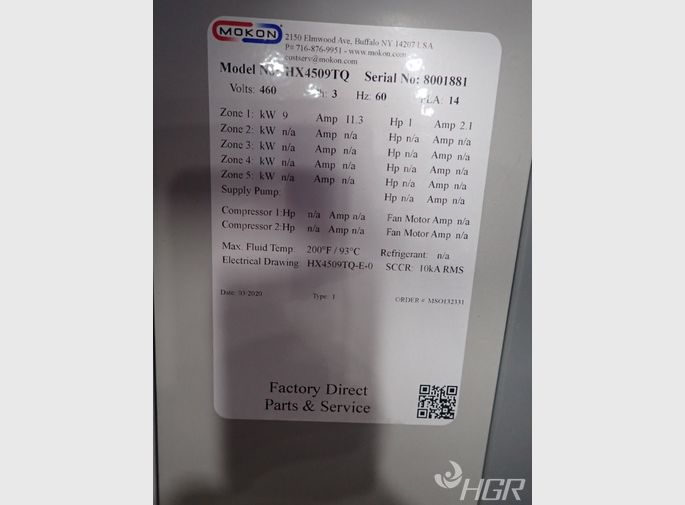 MOKON
2150 Elmwood Ave, Buffalo NY 14207 USA
P# 716-876-9951 - www.mokon.com
custserv@mokon.com
Model No: HX4509TQ Serial No: 8001881
Volts: 460 Ph: 3 Hz: 60 FLA: 14
Zone 1: kW 9 Amp 11.3 Hp 1 Amp 2.1
Zone 2: kW n/a Amp n/a Hp n/a Amp n/a
Zone 3: kW n/a Amp n/a Hp n/a Amp n/a
Zone 4: kW n/a Amp n/a Hp n/a Amp n/a
Zone 5: kW n/a Amp n/a Hp n/a Amp n/a
Supply Pump: Hp n/a Amp n/a
Compressor 1:Hp n/a Amp n/a Fan Motor Amp n/a
Compressor 2:Hp n/a Amp n/a Fan Motor Amp n/a
Max. Fluid Temp: 200°F / 93°C Refrigerant: n/a
Electrical Drawing: HX4509TQ-E-0 SCCR: 10kA RMS
Date: 03/2020 Type: 1 ORDER #: MSO132331
Factory Direct
Parts & Service
HGR